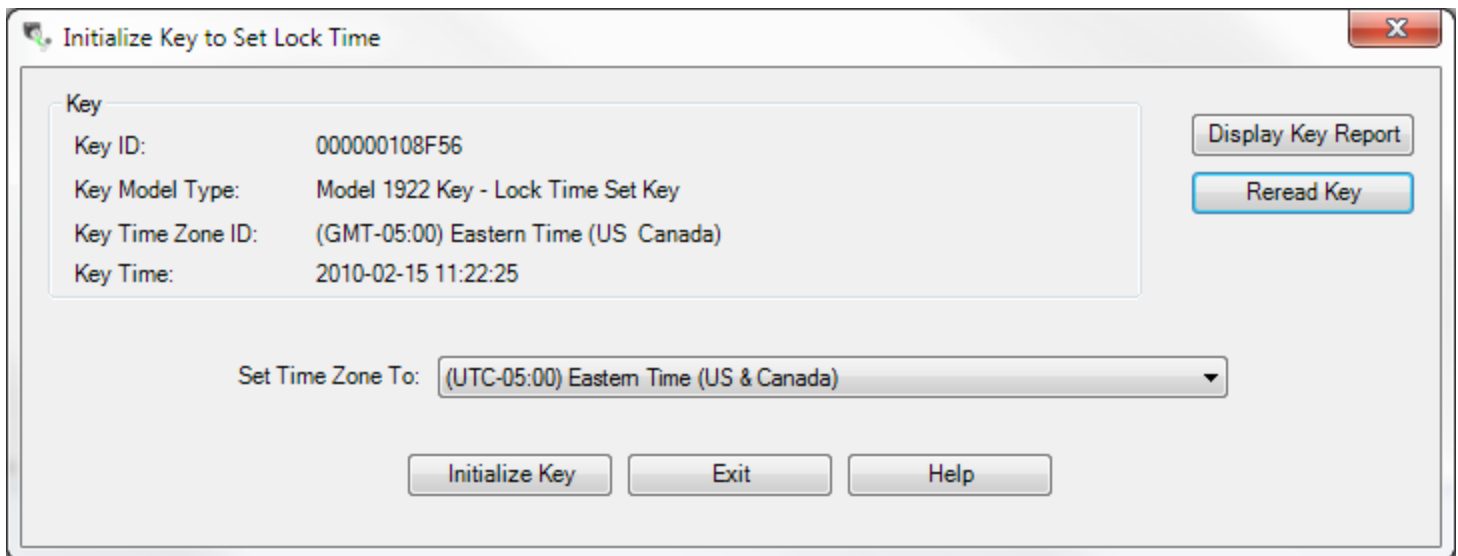 Initialize Key to Set Lock Time
Key
Key ID: 000000108F56
Display Key Report
Key Model Type: Model 1922 Key - Lock Time Set Key
Reread Key
Key Time Zone ID: (GMT-05:00) Eastern Time (US  Canada)
Key Time: 2010-02-15 11:22:25
Set Time Zone To: (UTC-05:00) Eastern Time (US & Canada)
Initialize Key Exit Help